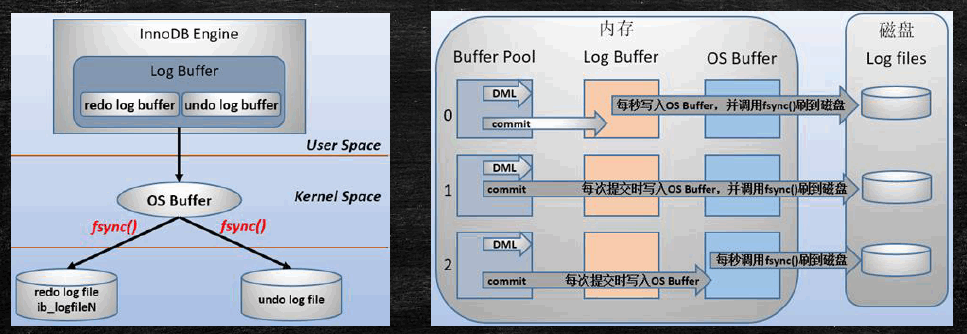 InnoDB Engine
Log Buffer
redo log buffer
undo log buffer
User Space
Kernel Space
OS Buffer
fsync()
fsync()
redo log file
ib_logfileN
undo log file
内存
磁盘
Buffer Pool
Log Buffer
OS Buffer
Log files
0
DML
每秒写入OS Buffer，并调用fsync()刷到磁盘
commit
1
DML
commit
每次提交时写入OS Buffer，并调用fsync()刷到磁盘
2
DML
每秒调用fsync()刷到磁盘
commit
每次提交时写入OS Buffer